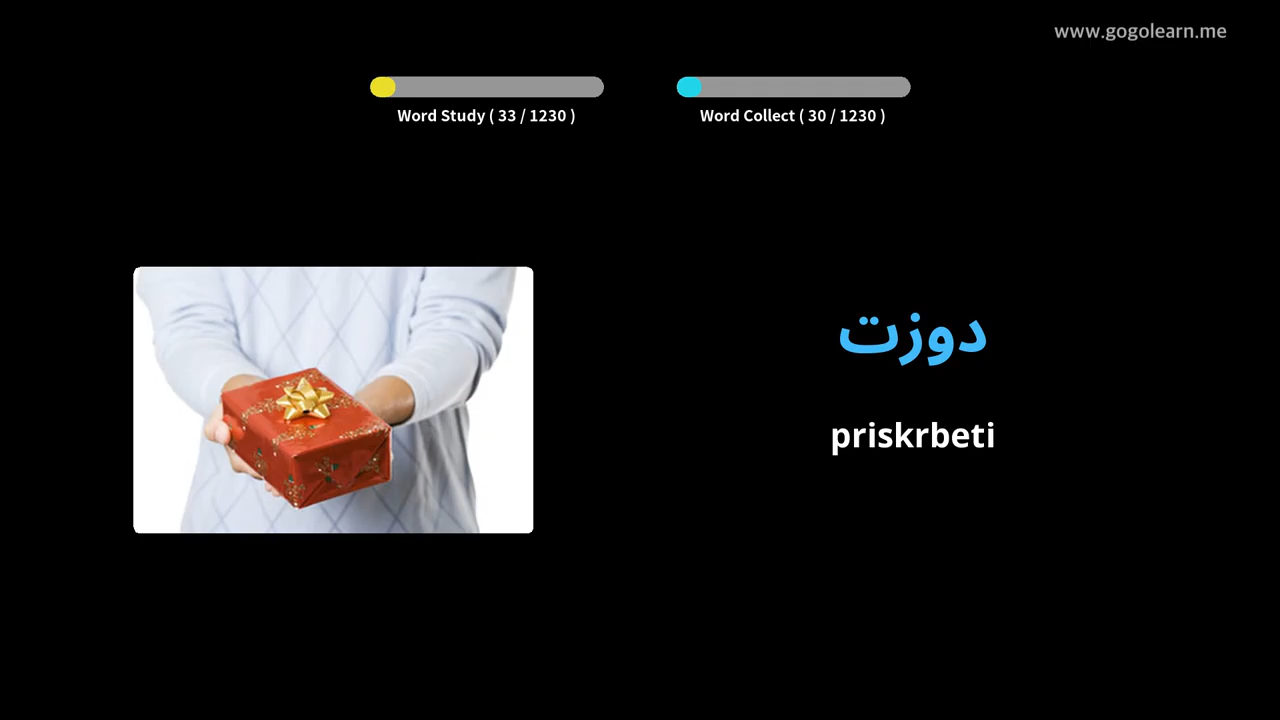 www.gogolearn.me
Word Study ( 33 / 1230 )
Word Collect ( 30 / 1230 )
دوزت
priskrbeti